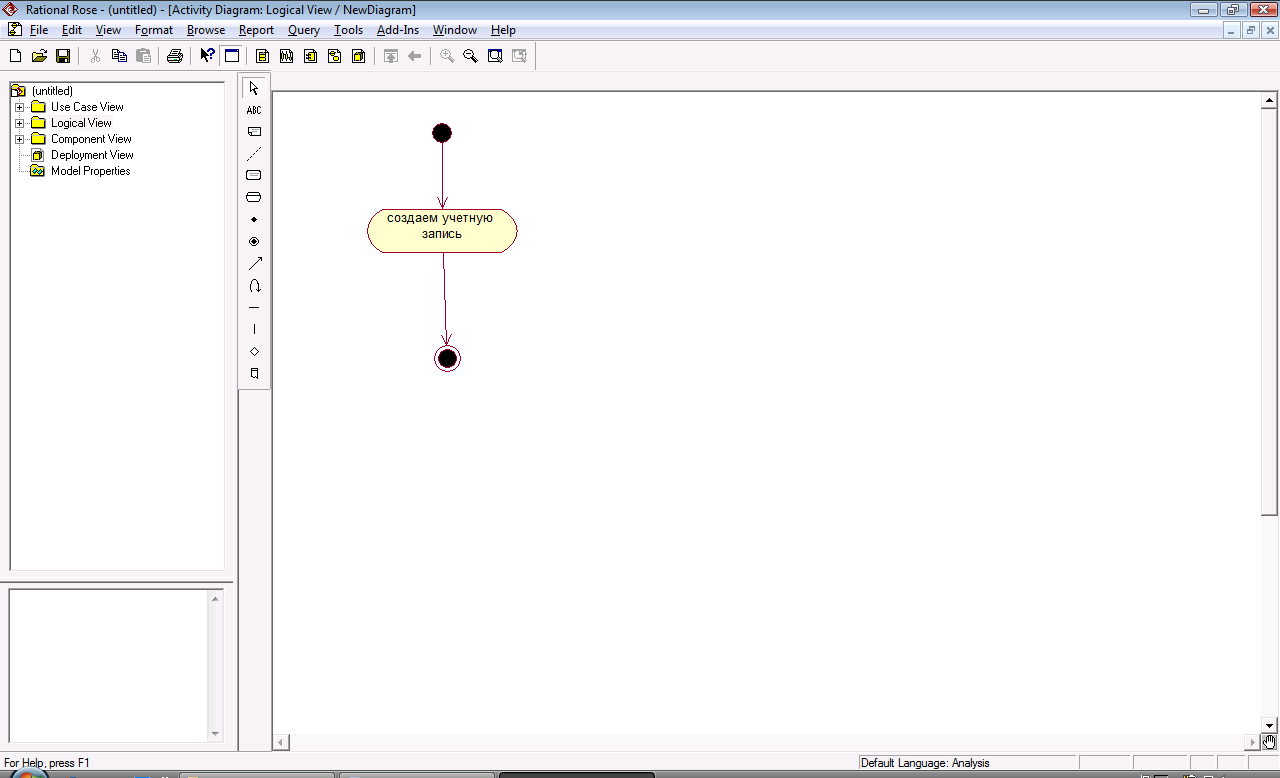 Rational Rose - (untitled) - [Activity Diagram: Logical View / NewDiagram]
File Edit View Format Browse Report Query Tools Add-Ins Window Help
(untitled)
Use Case View
Logical View
Component View
Deployment View
Model Properties
ABC
создаем учетную
запись
For Help, press F1
Default Language: Analysis